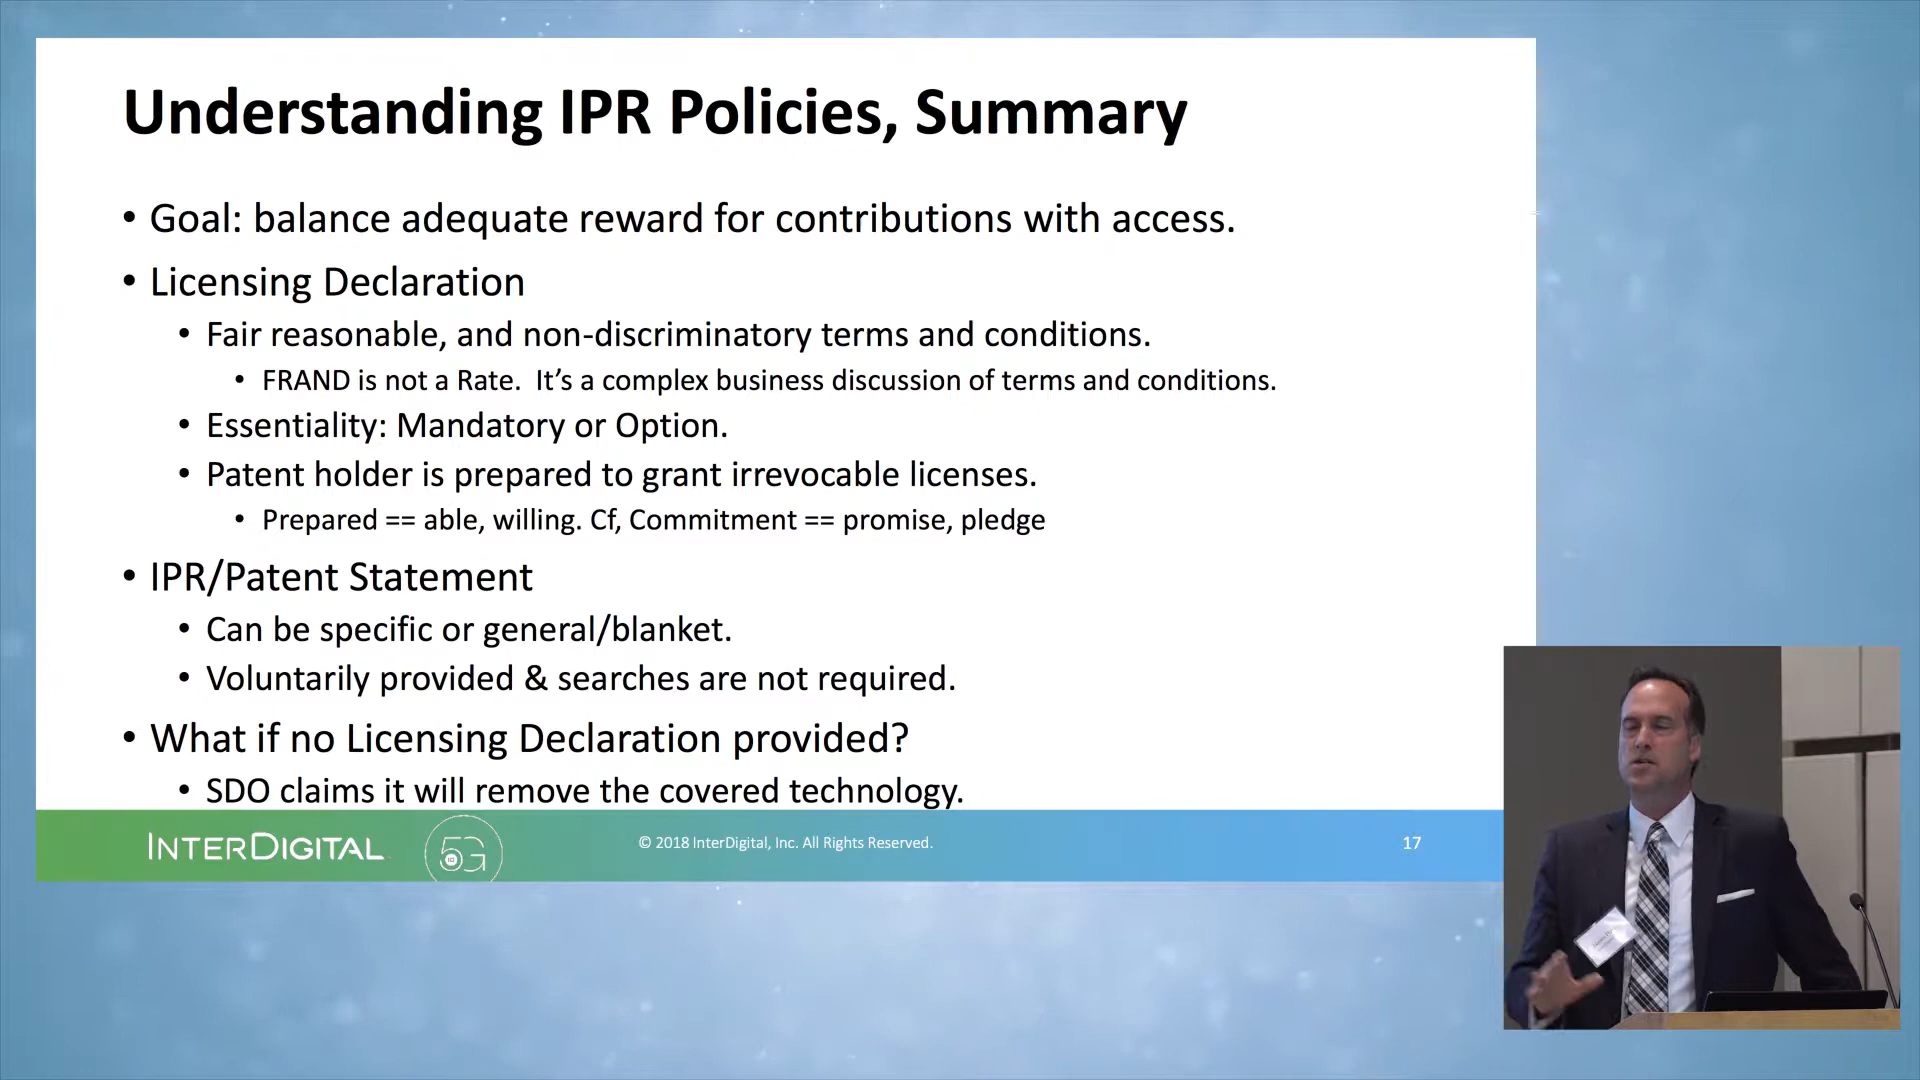 Understanding IPR Policies, Summary
• Goal: balance adequate reward for contributions with access.
• Licensing Declaration
• Fair reasonable, and non-discriminatory terms and conditions.
• FRAND is not a Rate.  It's a complex business discussion of terms and conditions.
• Essentiality: Mandatory or Option.
• Patent holder is prepared to grant irrevocable licenses.
• Prepared == able, willing. Cf, Commitment == promise, pledge
• IPR/Patent Statement
• Can be specific or general/blanket.
• Voluntarily provided & searches are not required.
• What if no Licensing Declaration provided?
• SDO claims it will remove the covered technology.
INTERDIGITAL
5G
© 2018 InterDigital, Inc. All Rights Reserved.
17